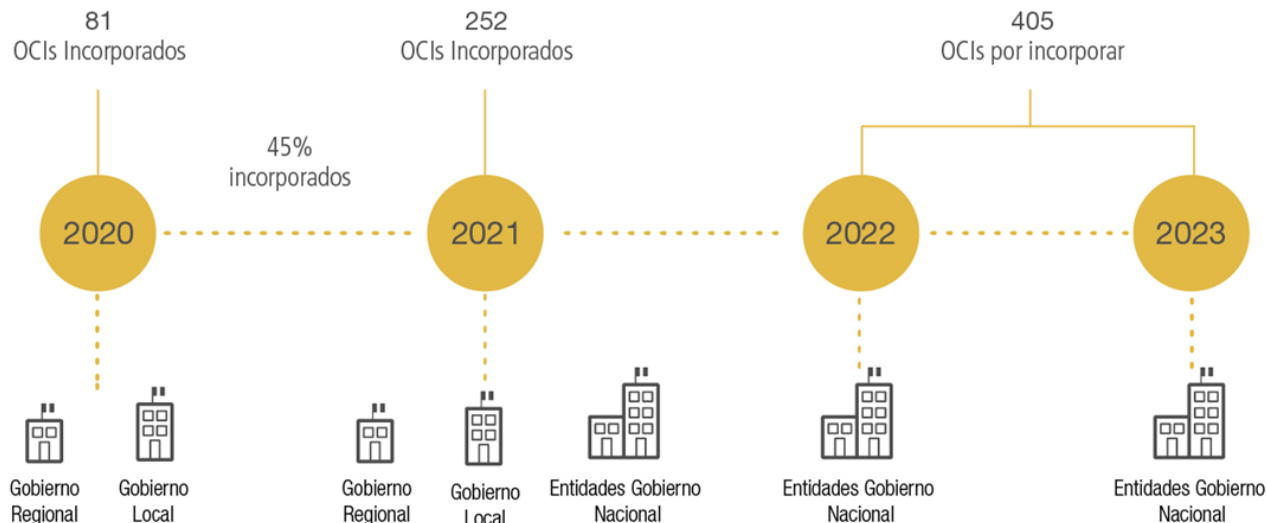 81
OCIs Incorporados
252
OCIs Incorporados
405
OCIs por incorporar
45%
incorporados
2020
2021
2022
2023
Gobierno
Regional
Gobierno
Local
Gobierno
Regional
Gobierno
Local
Entidades Gobierno
Nacional
Entidades Gobierno
Nacional
Entidades Gobierno
Nacional